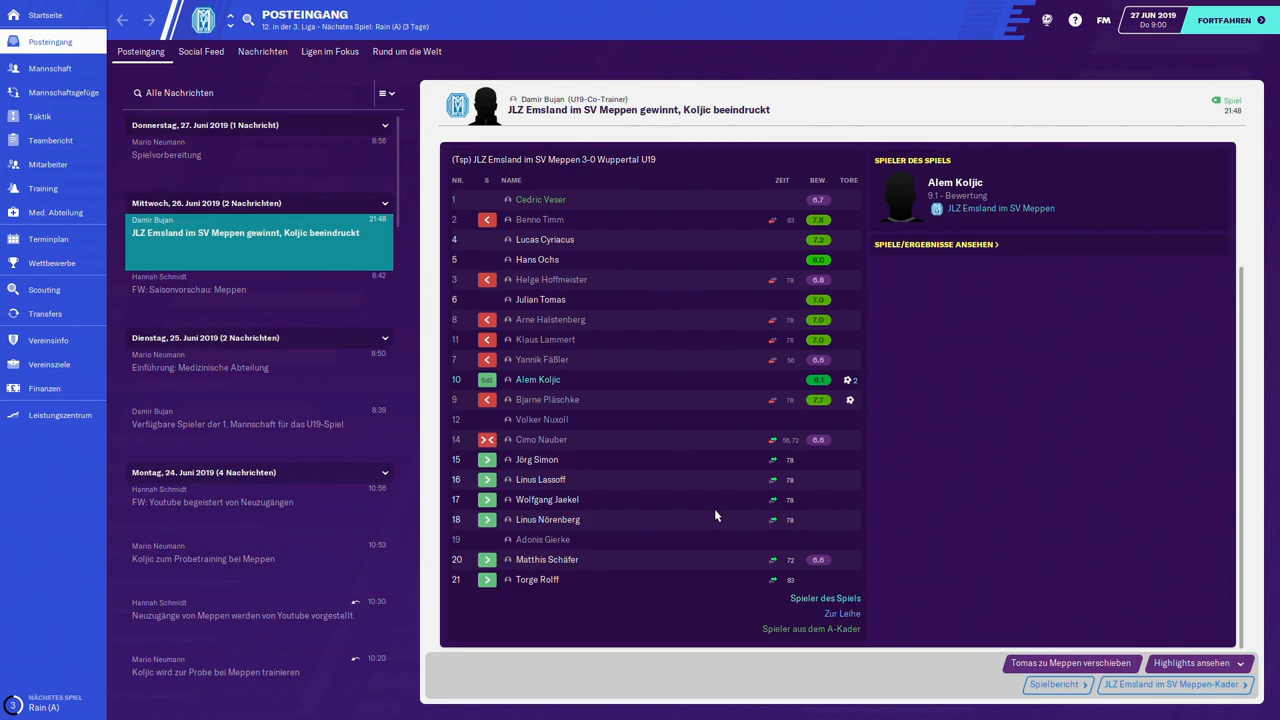 Startseite
Posteingang
Mannschaft
Mannschaftsgefüge
Taktik
Teambericht
Mitarbeiter
Training
Med. Abteilung
Terminplan
Wettbewerbe
Scouting
Transfers
Vereinsinfo
Vereinsziele
Finanzen
Leistungszentrum
3
NÄCHSTES SPIEL
Rain (A)
POSTEINGANG
12. in der 3. Liga - Nächstes Spiel: Rain (A) (3 Tage)
FM
27 JUN 2019
Do 9:00
FORTFAHREN
Posteingang Social Feed Nachrichten Ligen im Fokus Rund um die Welt
Alle Nachrichten
Donnerstag, 27. Juni 2019 (1 Nachricht)
Mario Neumann 8:56
Spielvorbereitung
Mittwoch, 26. Juni 2019 (2 Nachrichten)
Damir Bujan 21:48
JLZ Emsland im SV Meppen gewinnt, Koljic beeindruckt
Hannah Schmidt 8:42
FW: Saisonvorschau: Meppen
Dienstag, 25. Juni 2019 (2 Nachrichten)
Mario Neumann 8:50
Einführung: Medizinische Abteilung
Damir Bujan 8:39
Verfügbare Spieler der 1. Mannschaft für das U19-Spiel
Montag, 24. Juni 2019 (4 Nachrichten)
Hannah Schmidt 10:56
FW: Youtube begeistert von Neuzugängen
Mario Neumann 10:53
Koljic zum Probetraining bei Meppen
Hannah Schmidt 10:30
Neuzugänge von Meppen werden von Youtube vorgestellt
Mario Neumann 10:20
Koljic wird zur Probe bei Meppen trainieren
Damir Bujan (U19-Co-Trainer)
JLZ Emsland im SV Meppen gewinnt, Koljic beeindruckt
Spiel
21:48
(Tsp) JLZ Emsland im SV Meppen 3-0 Wuppertal U19
NR. S NAME ZEIT BEW. TORE
1 Cedric Veser 6.7
2 Benno Timm 83 7.8
4 Lucas Cyriacus 7.2
5 Hans Ochs 8.0
3 Helge Hoffmeister 78 6.8
6 Julian Tomas 7.0
8 Arne Halstenberg 78 7.0
11 Klaus Lammert 78 7.0
7 Yannik Fäßler 56 6.6
10 SdS Alem Koljic 9.1 2
9 Bjarne Pläschke 78 7.7
12 Volker Nuxoll
14 Cimo Nauber 56,72 6.6
15 Jörg Simon 78
16 Linus Lassoff 78
17 Wolfgang Jaekel 78
18 Linus Nörenberg 78
19 Adonis Gierke
20 Matthis Schäfer 72 6.6
21 Torge Rolff 83
Spieler des Spiels
Zur Leihe
Spieler aus dem A-Kader
SPIELER DES SPIELS
Alem Koljic
9.1 - Bewertung
JLZ Emsland im SV Meppen
SPIELE/ERGEBNISSE ANSEHEN >
Tomas zu Meppen verschieben Highlights ansehen
Spielbericht > JLZ Emsland im SV Meppen-Kader >